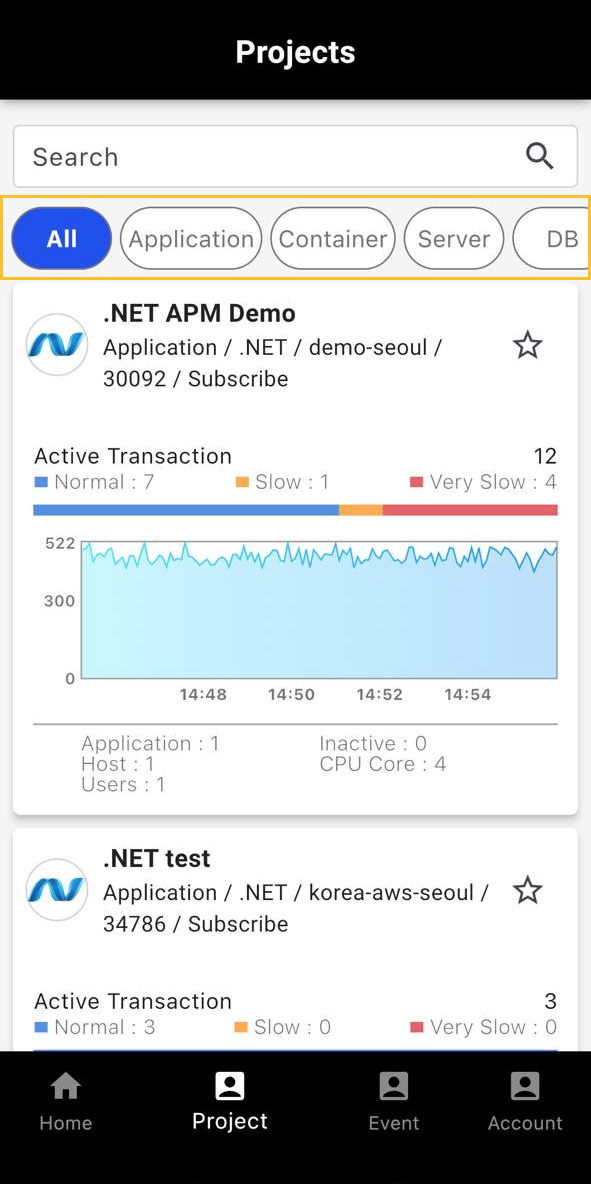 Projects
Search
All Application Container Server DB
.NET APM Demo
Application / .NET / demo-seoul /
30092 / Subscribe
Active Transaction 12
Normal : 7 Slow : 1 Very Slow : 4
522
300
0
14:48 14:50 14:52 14:54
Application : 1 Inactive : 0
Host : 1 CPU Core : 4
Users : 1
.NET test
Application / .NET / korea-aws-seoul /
34786 / Subscribe
Active Transaction 3
Normal : 3 Slow : 0 Very Slow : 0
Home Project Event Account